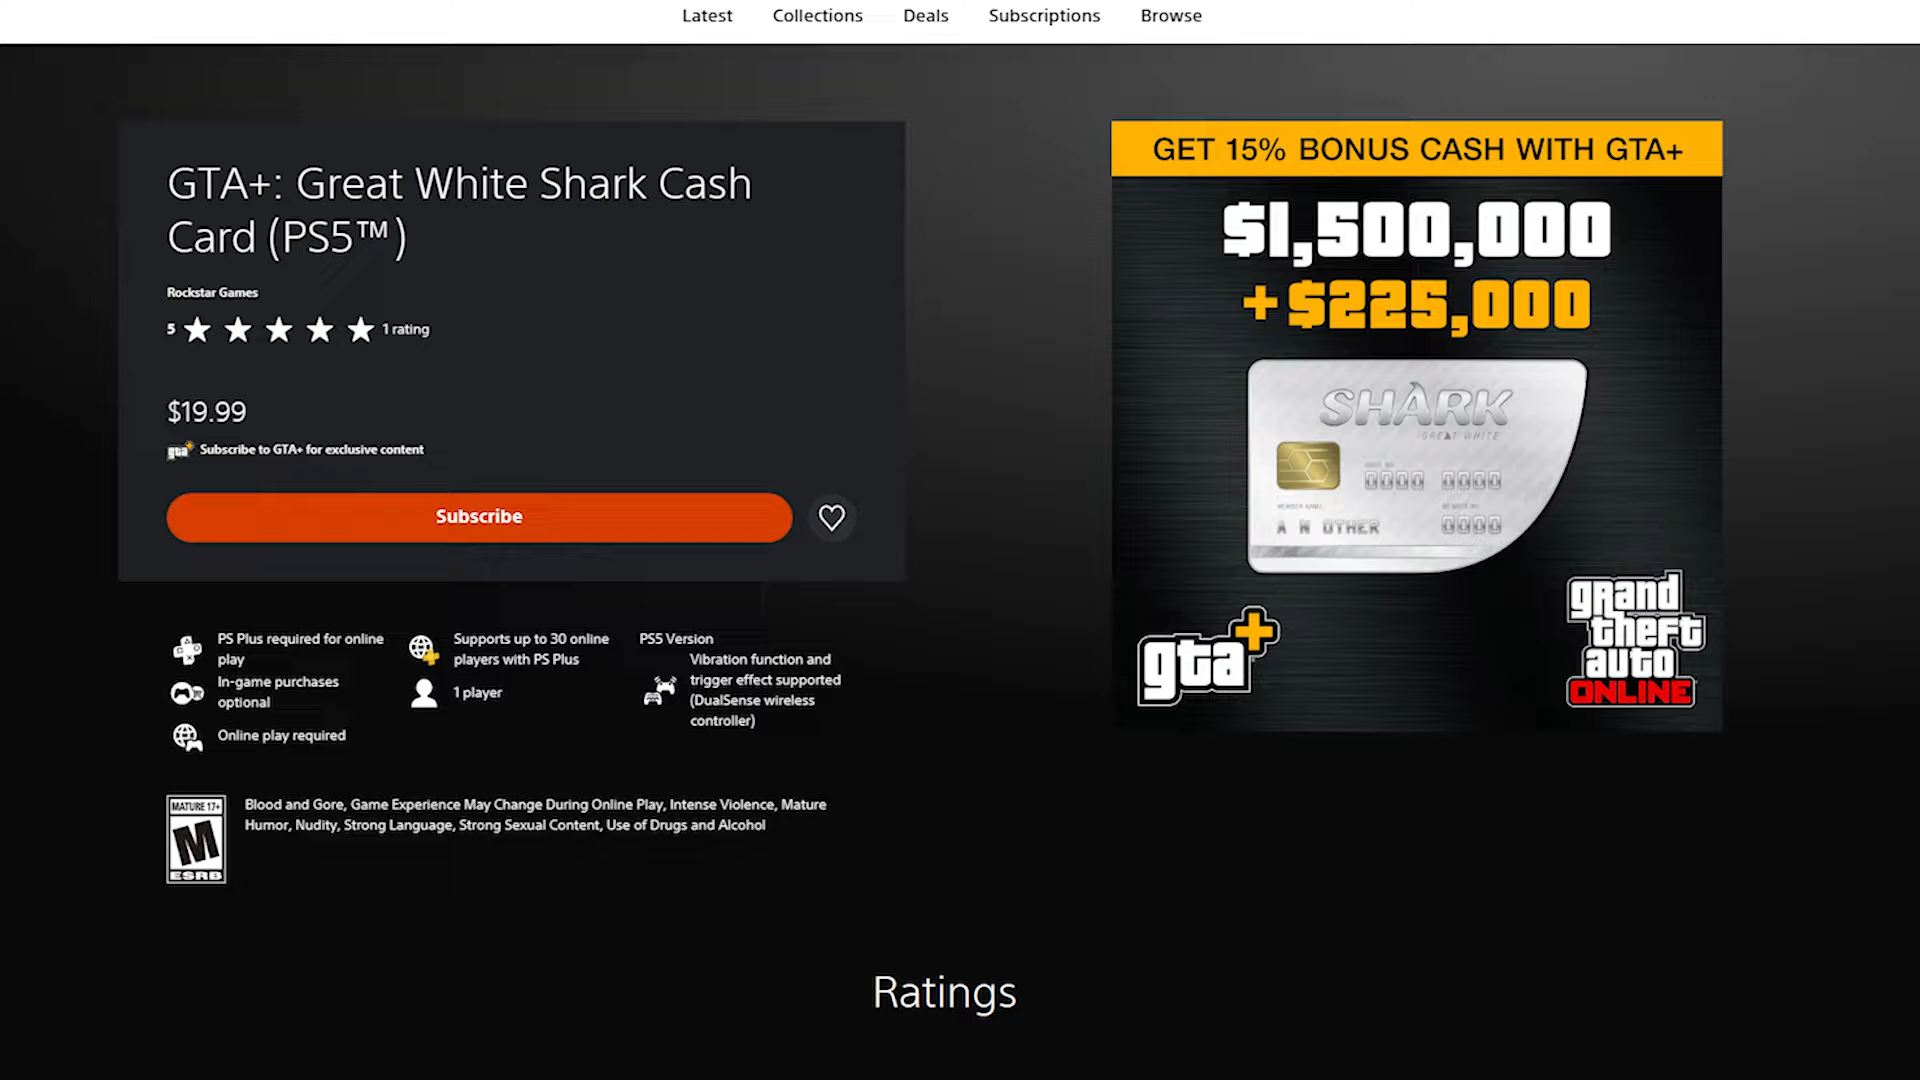 Latest Collections Deals Subscriptions Browse
GTA+: Great White Shark Cash
Card (PS5™)
Rockstar Games
5 1 rating
$19.99
gta+ Subscribe to GTA+ for exclusive content
Subscribe
PS Plus required for online
play
In-game purchases
optional
Online play required
Supports up to 30 online
players with PS Plus
1 player
PS5 Version
Vibration function and
trigger effect supported
(DualSense wireless
controller)
MATURE 17+
M
ESRB
Blood and Gore, Game Experience May Change During Online Play, Intense Violence, Mature
Humor, Nudity, Strong Language, Strong Sexual Content, Use of Drugs and Alcohol
GET 15% BONUS CASH WITH GTA+
$1,500,000
+$225,000
SHARK
GREAT WHITE
0000 0000
MEMBER NAME
A N OTHER 0000
gta+
grand
theft
auto
ONLINE
Ratings